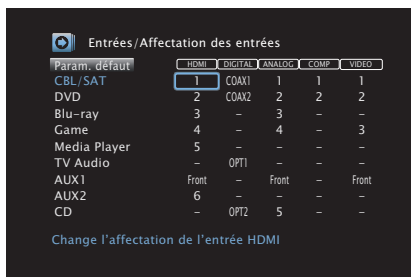 Entrées/Affectation des entrées
Param. défaut HDMI DIGITAL ANALOG COMP VIDEO
CBL/SAT 1 COAX1 1 1 1
DVD 2 COAX2 2 2 2
Blu-ray 3 – 3 – –
Game 4 – 4 – 3
Media Player 5 – – – –
TV Audio – OPT1 – – –
AUX1 Front – Front – Front
AUX2 6 – – – –
CD – OPT2 5 – –
Change l'affectation de l'entrée HDMI